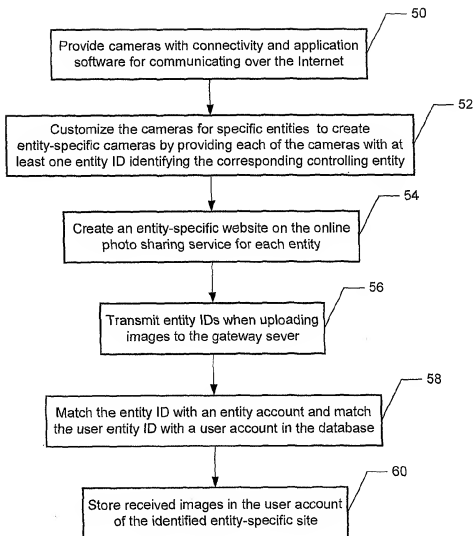 50
Provide cameras with connectivity and application
software for communicating over the Internet
52
Customize the cameras for specific entities to create
entity-specific cameras by providing each of the cameras with at
least one entity ID identifying the corresponding controlling entity
54
Create an entity-specific website on the online
photo sharing service for each entity
56
Transmit entity IDs when uploading
images to the gateway sever
58
Match the entity ID with an entity account and match
the user entity ID with a user account in the database
60
Store received images in the user account
of the identified entity-specific site